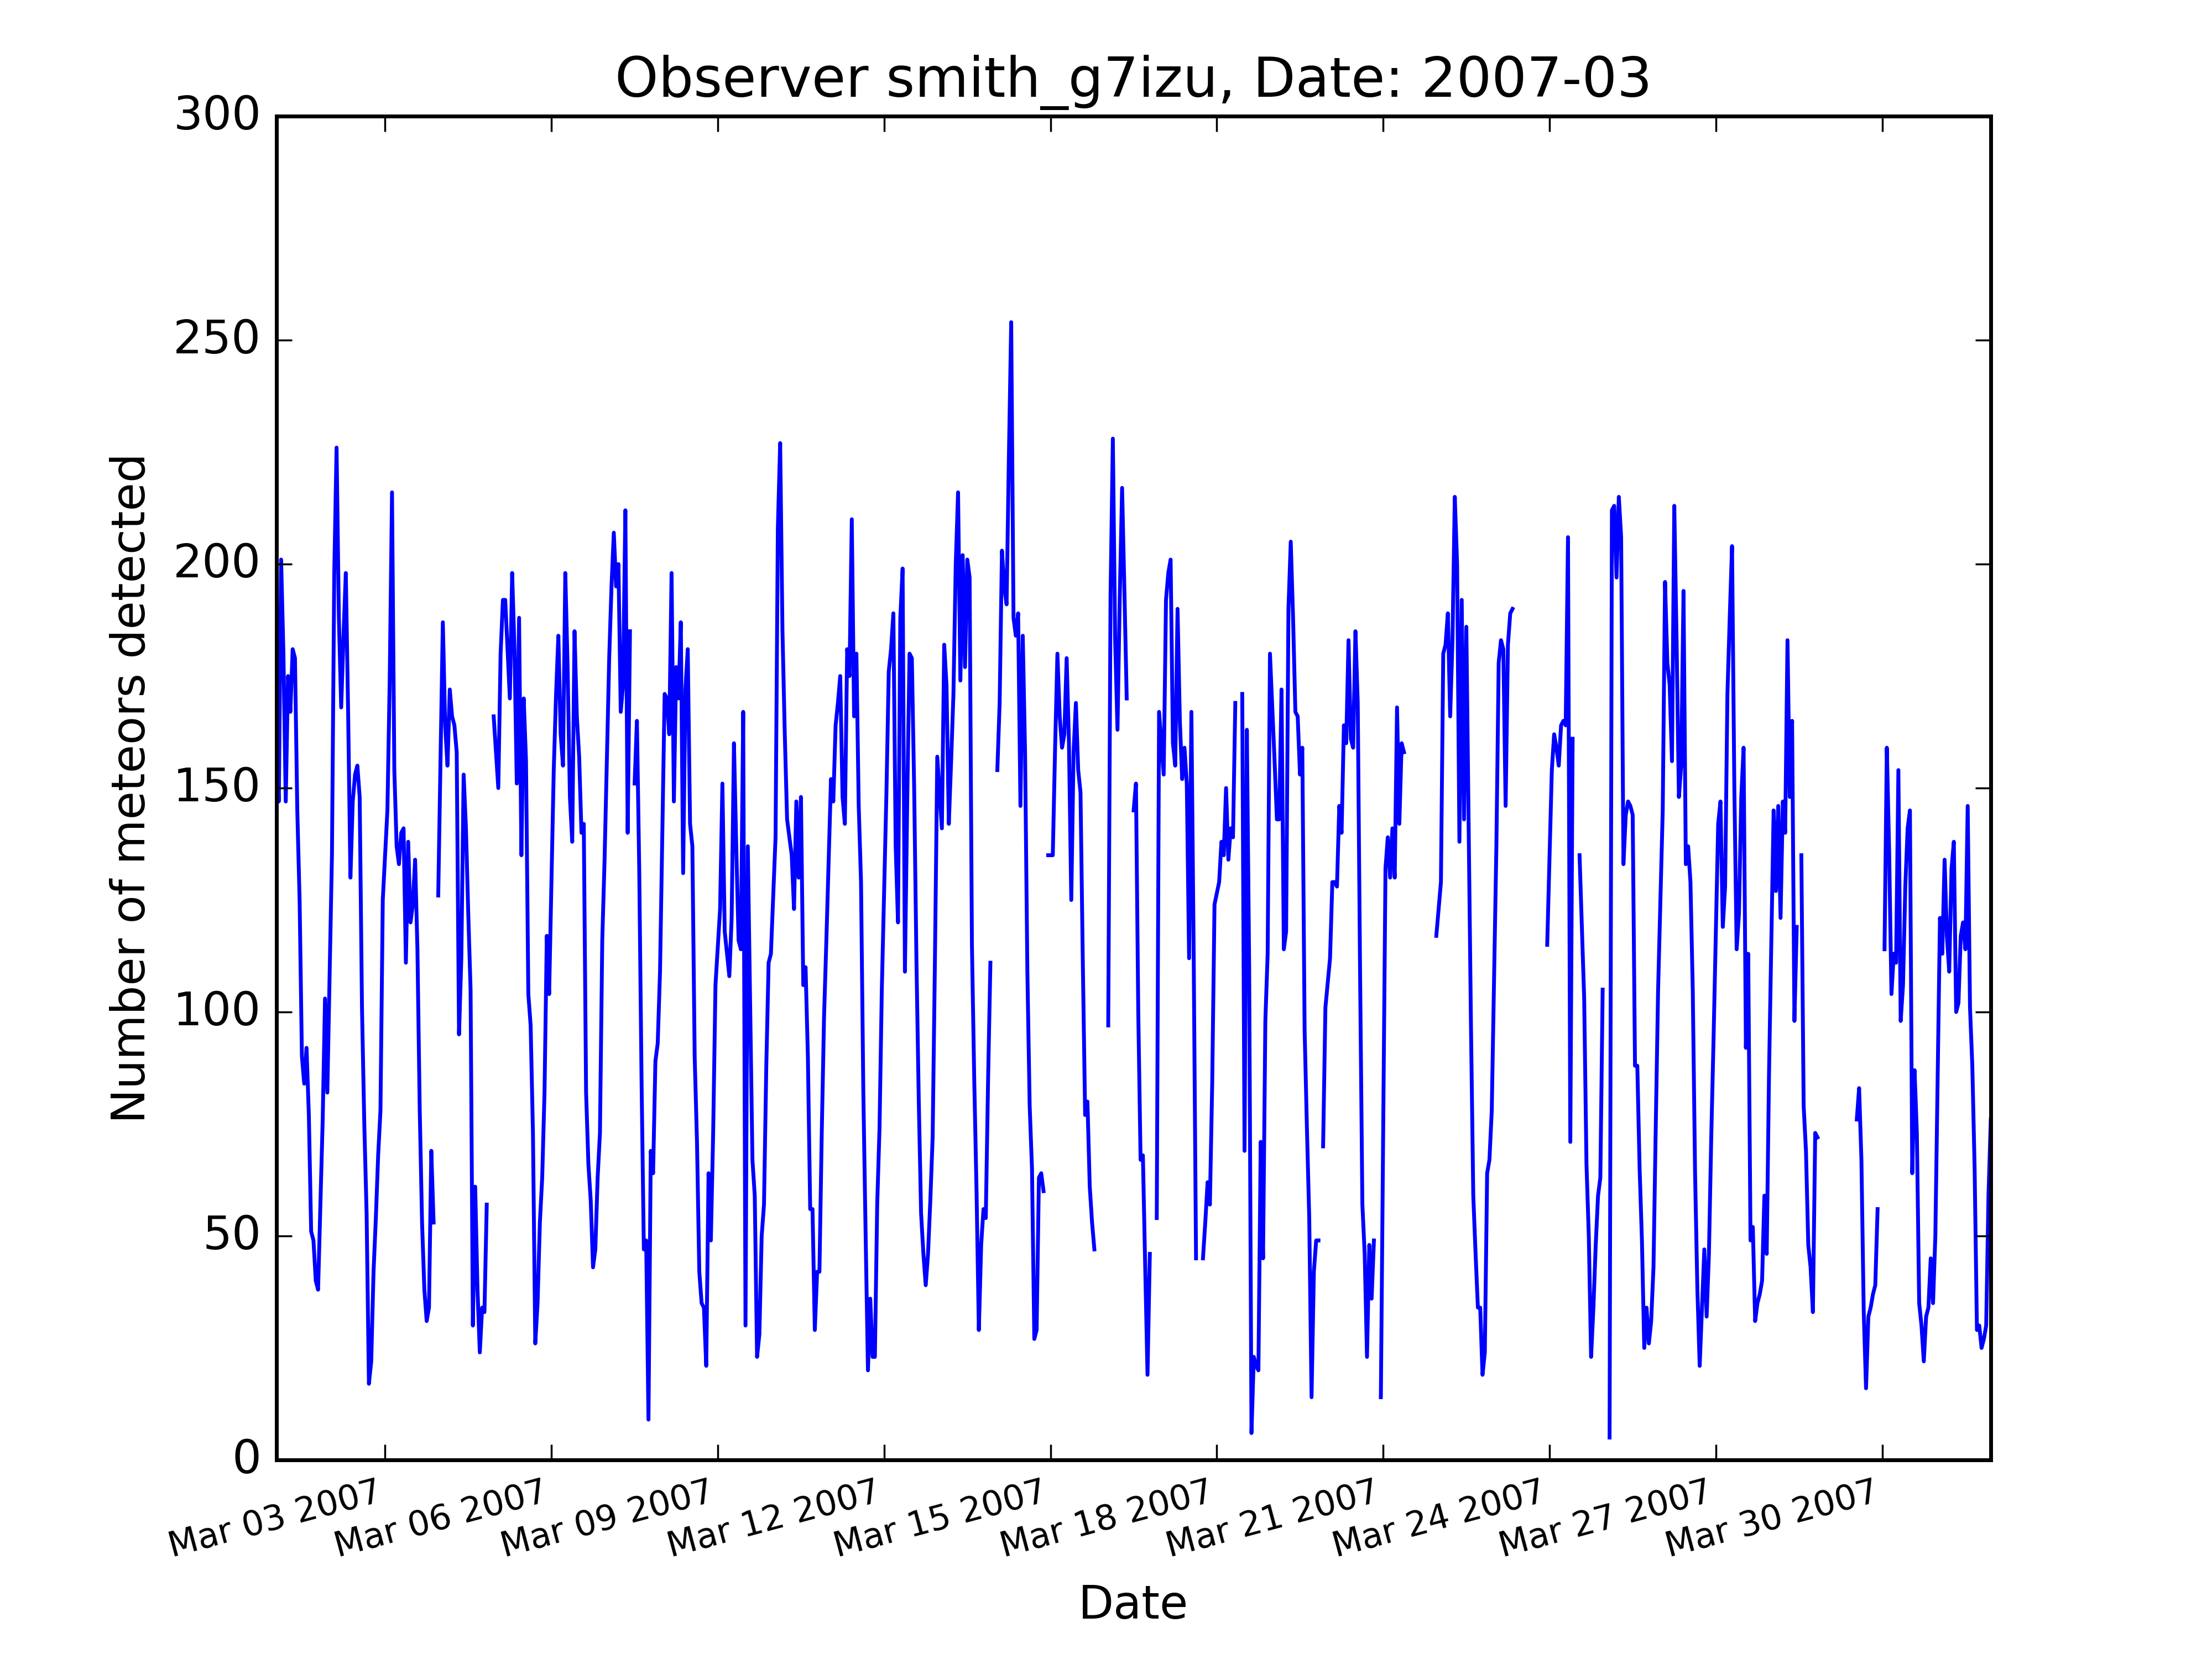 Observer smith_g7izu, Date: 2007-03
Number of meteors detected
300
250
200
150
100
50
0
Mar 03 2007
Mar 06 2007
Mar 09 2007
Mar 12 2007
Mar 15 2007
Mar 18 2007
Mar 21 2007
Mar 24 2007
Mar 27 2007
Mar 30 2007
Date